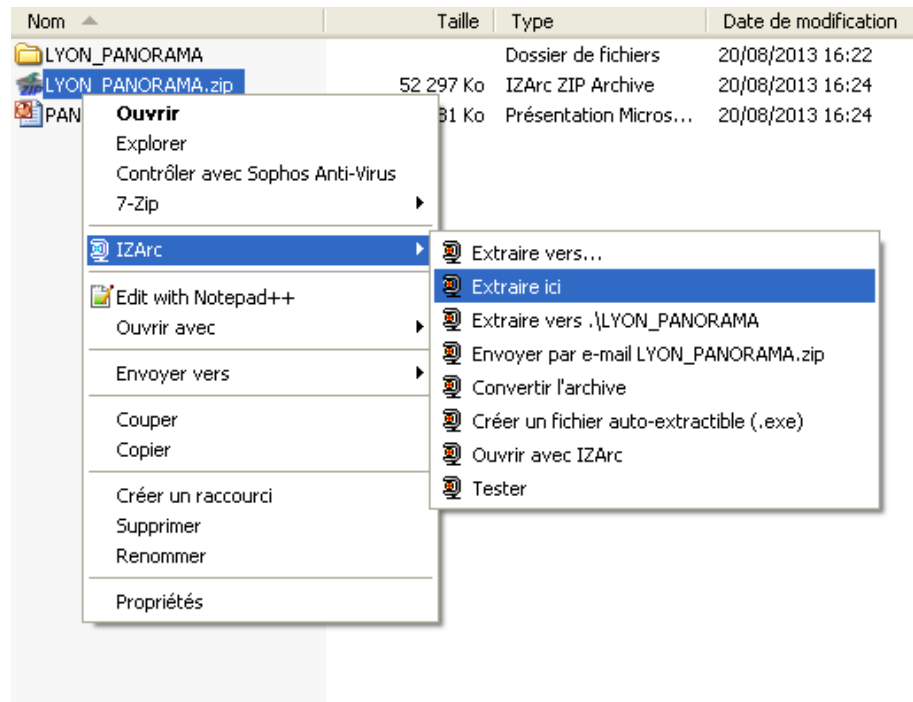 Nom Taille Type Date de modification
LYON_PANORAMA Dossier de fichiers 20/08/2013 16:22
LYON_PANORAMA.zip 52 297 Ko IZArc ZIP Archive 20/08/2013 16:24
PAN 31 Ko Présentation Micros... 20/08/2013 16:24
Ouvrir
Explorer
Contrôler avec Sophos Anti-Virus
7-Zip
IZArc
Edit with Notepad++
Ouvrir avec
Envoyer vers
Couper
Copier
Créer un raccourci
Supprimer
Renommer
Propriétés
Extraire vers...
Extraire ici
Extraire vers .\LYON_PANORAMA
Envoyer par e-mail LYON_PANORAMA.zip
Convertir l'archive
Créer un fichier auto-extractible (.exe)
Ouvrir avec IZArc
Tester